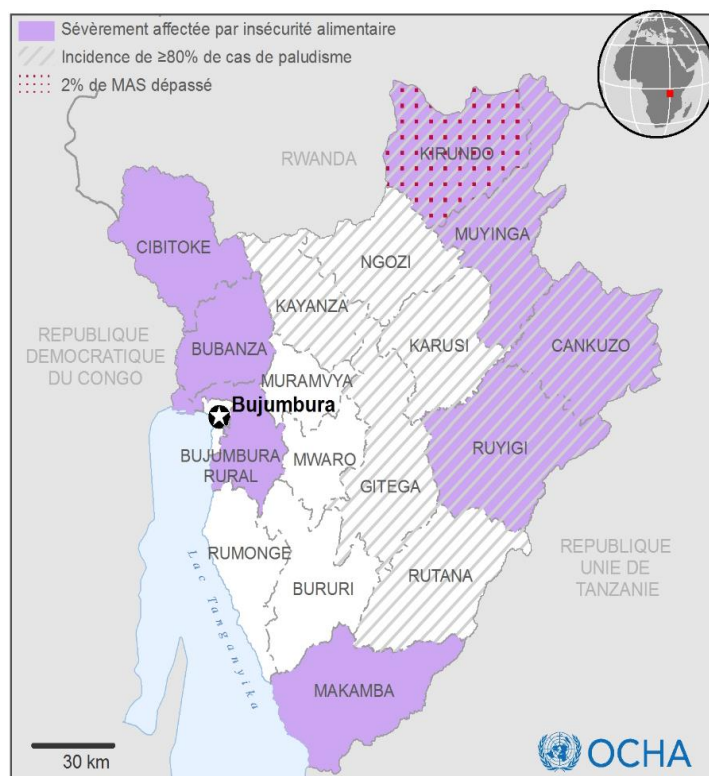 Sévèrement affectée par insécurité alimentaire
Incidence de ≥80% de cas de paludisme
2% de MAS dépassé
RWANDA
KIRUNDO
MUYINGA
CIBITOKE
NGOZI
KAYANZA
REPUBLIQUE
DEMOCRATIQUE
DU CONGO
BUBANZA
KARUSI
CANKUZO
MURAMVYA
Bujumbura
BUJUMBURA
RURAL
MWARO
RUYIGI
GITEGA
RUMONGE
BURURI
RUTANA
REPUBLIQUE
UNIE DE
TANZANIE
Lac Tanganyika
MAKAMBA
30 km
OCHA